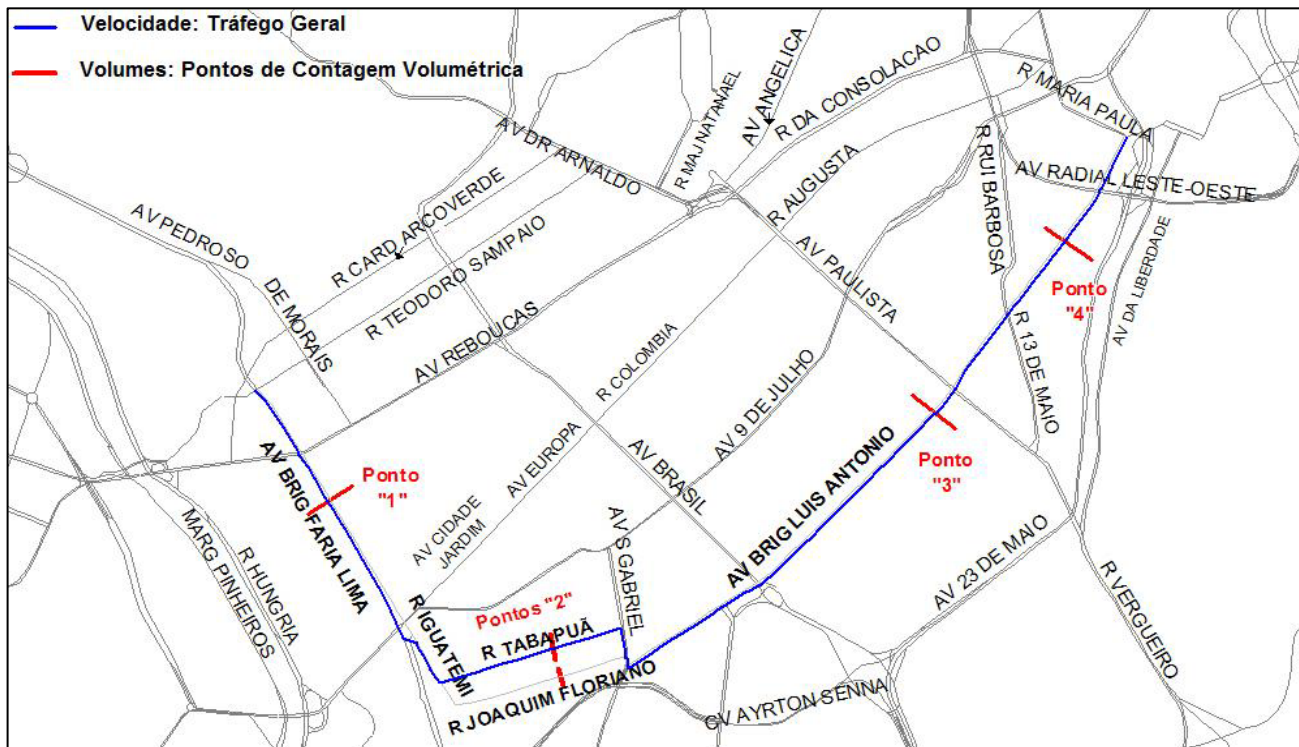 Velocidade: Tráfego Geral
Volumes: Pontos de Contagem Volumétrica
AV ANGELICA
R DA CONSOLACAO
R MARIA PAULA
R MAJ NATANAEL
AV DR ARNALDO
R AUGUSTA
R RUI BARBOSA
AV RADIAL LESTE-OESTE
R CARD ARCOVERDE
AV PEDROSO
DE MORAIS
R TEODORO SAMPAIO
AV PAULISTA
AV DA LIBERDADE
Ponto
"4"
AV REBOUCAS
R COLOMBIA
R 13 DE MAIO
AV 9 DE JULHO
AV BRIG FARIA LIMA
Ponto
"1"
AV EUROPA
AV BRASIL
Ponto
"3"
AV BRIG LUIS ANTONIO
AV CIDADE
JARDIM
MARG PINHEIROS
R HUNGRIA
AV S GABRIEL
AV 23 DE MAIO
R VERGUEIRO
R IGUATEMI
Pontos "2"
R TABAPUÃ
R JOAQUIM FLORIANO
CV AYRTON SENNA